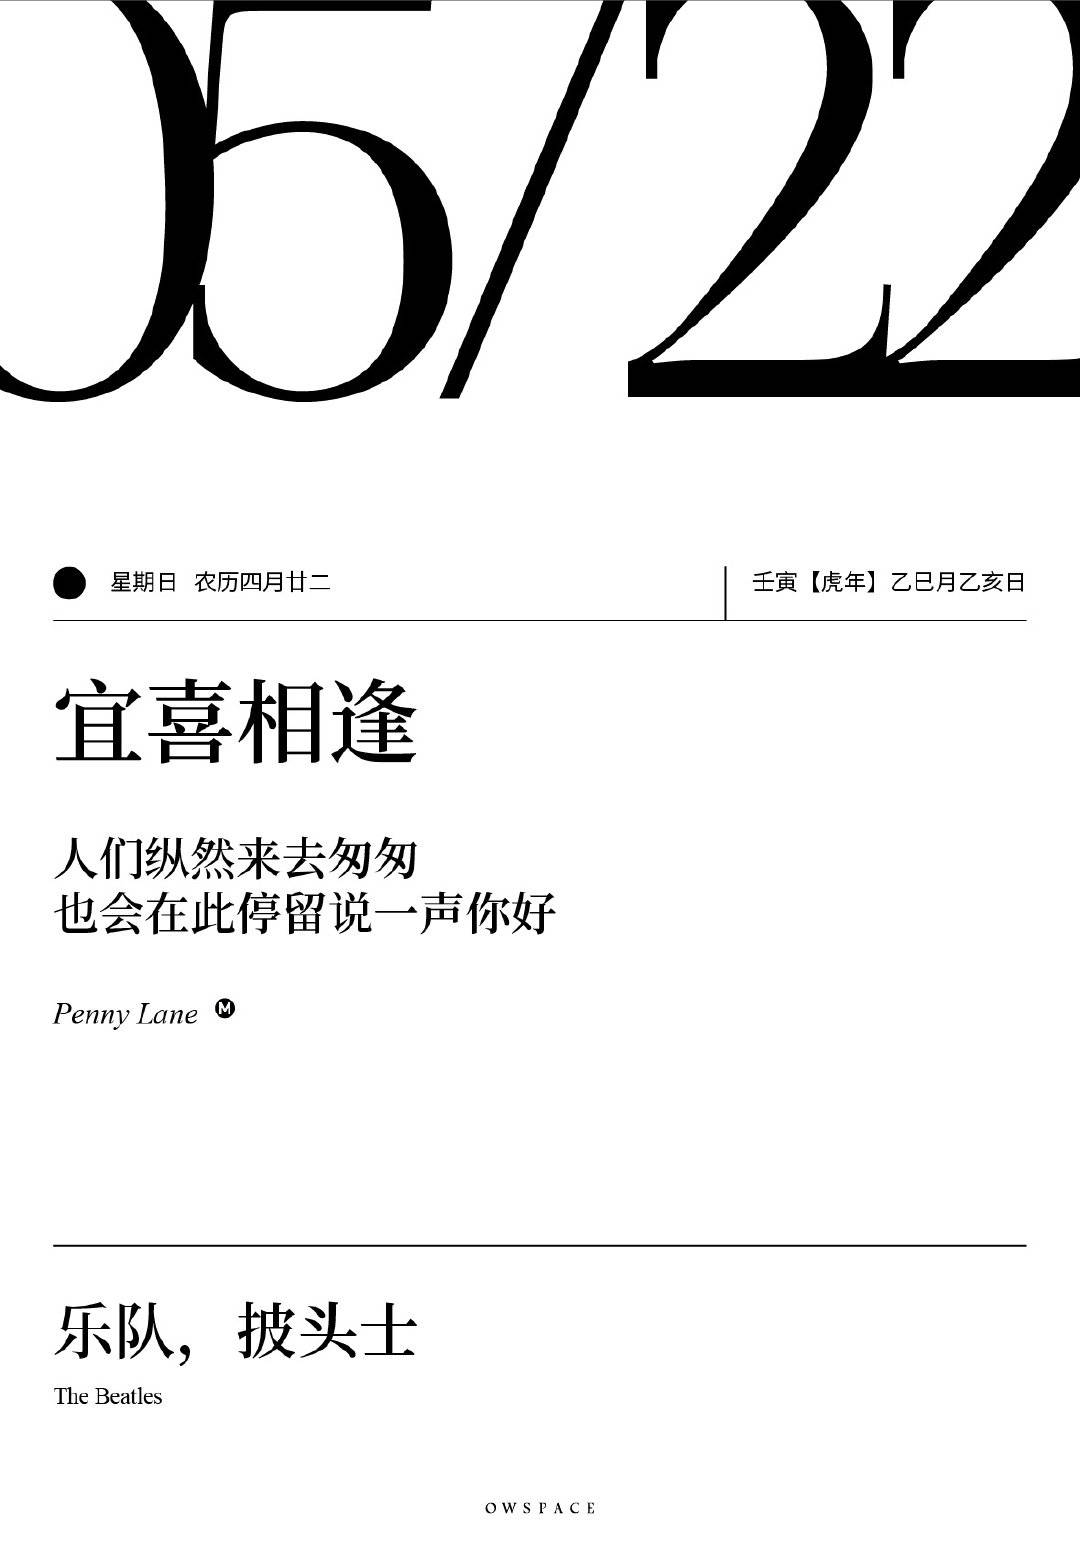 05/22
星期日 农历四月廿二
壬寅【虎年】乙巳月乙亥日
宜喜相逢
人们纵然来去匆匆
也会在此停留说一声你好
Penny Lane M
乐队，披头士
The Beatles
OWSPACE